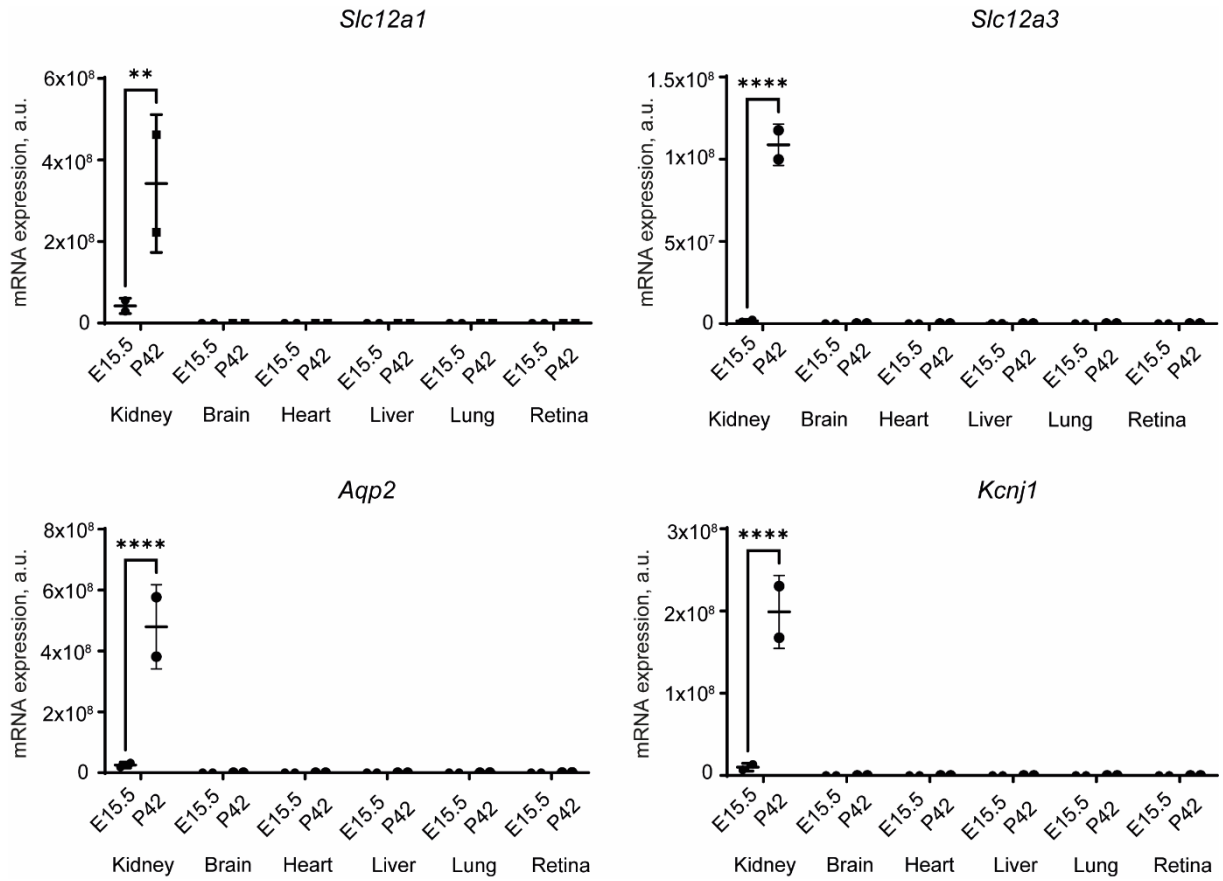 Slc12a1
mRNA expression, a.u.
6x10⁸
4x10⁸
2x10⁸
0
**
E15.5 P42 E15.5 P42 E15.5 P42 E15.5 P42 E15.5 P42 E15.5 P42
Kidney Brain Heart Liver Lung Retina
Slc12a3
mRNA expression, a.u.
1.5x10⁸
1x10⁸
5x10⁷
0
****
E15.5 P42 E15.5 P42 E15.5 P42 E15.5 P42 E15.5 P42 E15.5 P42
Kidney Brain Heart Liver Lung Retina
Aqp2
mRNA expression, a.u.
8x10⁸
6x10⁸
4x10⁸
2x10⁸
0
****
E15.5 P42 E15.5 P42 E15.5 P42 E15.5 P42 E15.5 P42 E15.5 P42
Kidney Brain Heart Liver Lung Retina
Kcnj1
mRNA expression, a.u.
3x10⁸
2x10⁸
1x10⁸
0
****
E15.5 P42 E15.5 P42 E15.5 P42 E15.5 P42 E15.5 P42 E15.5 P42
Kidney Brain Heart Liver Lung Retina